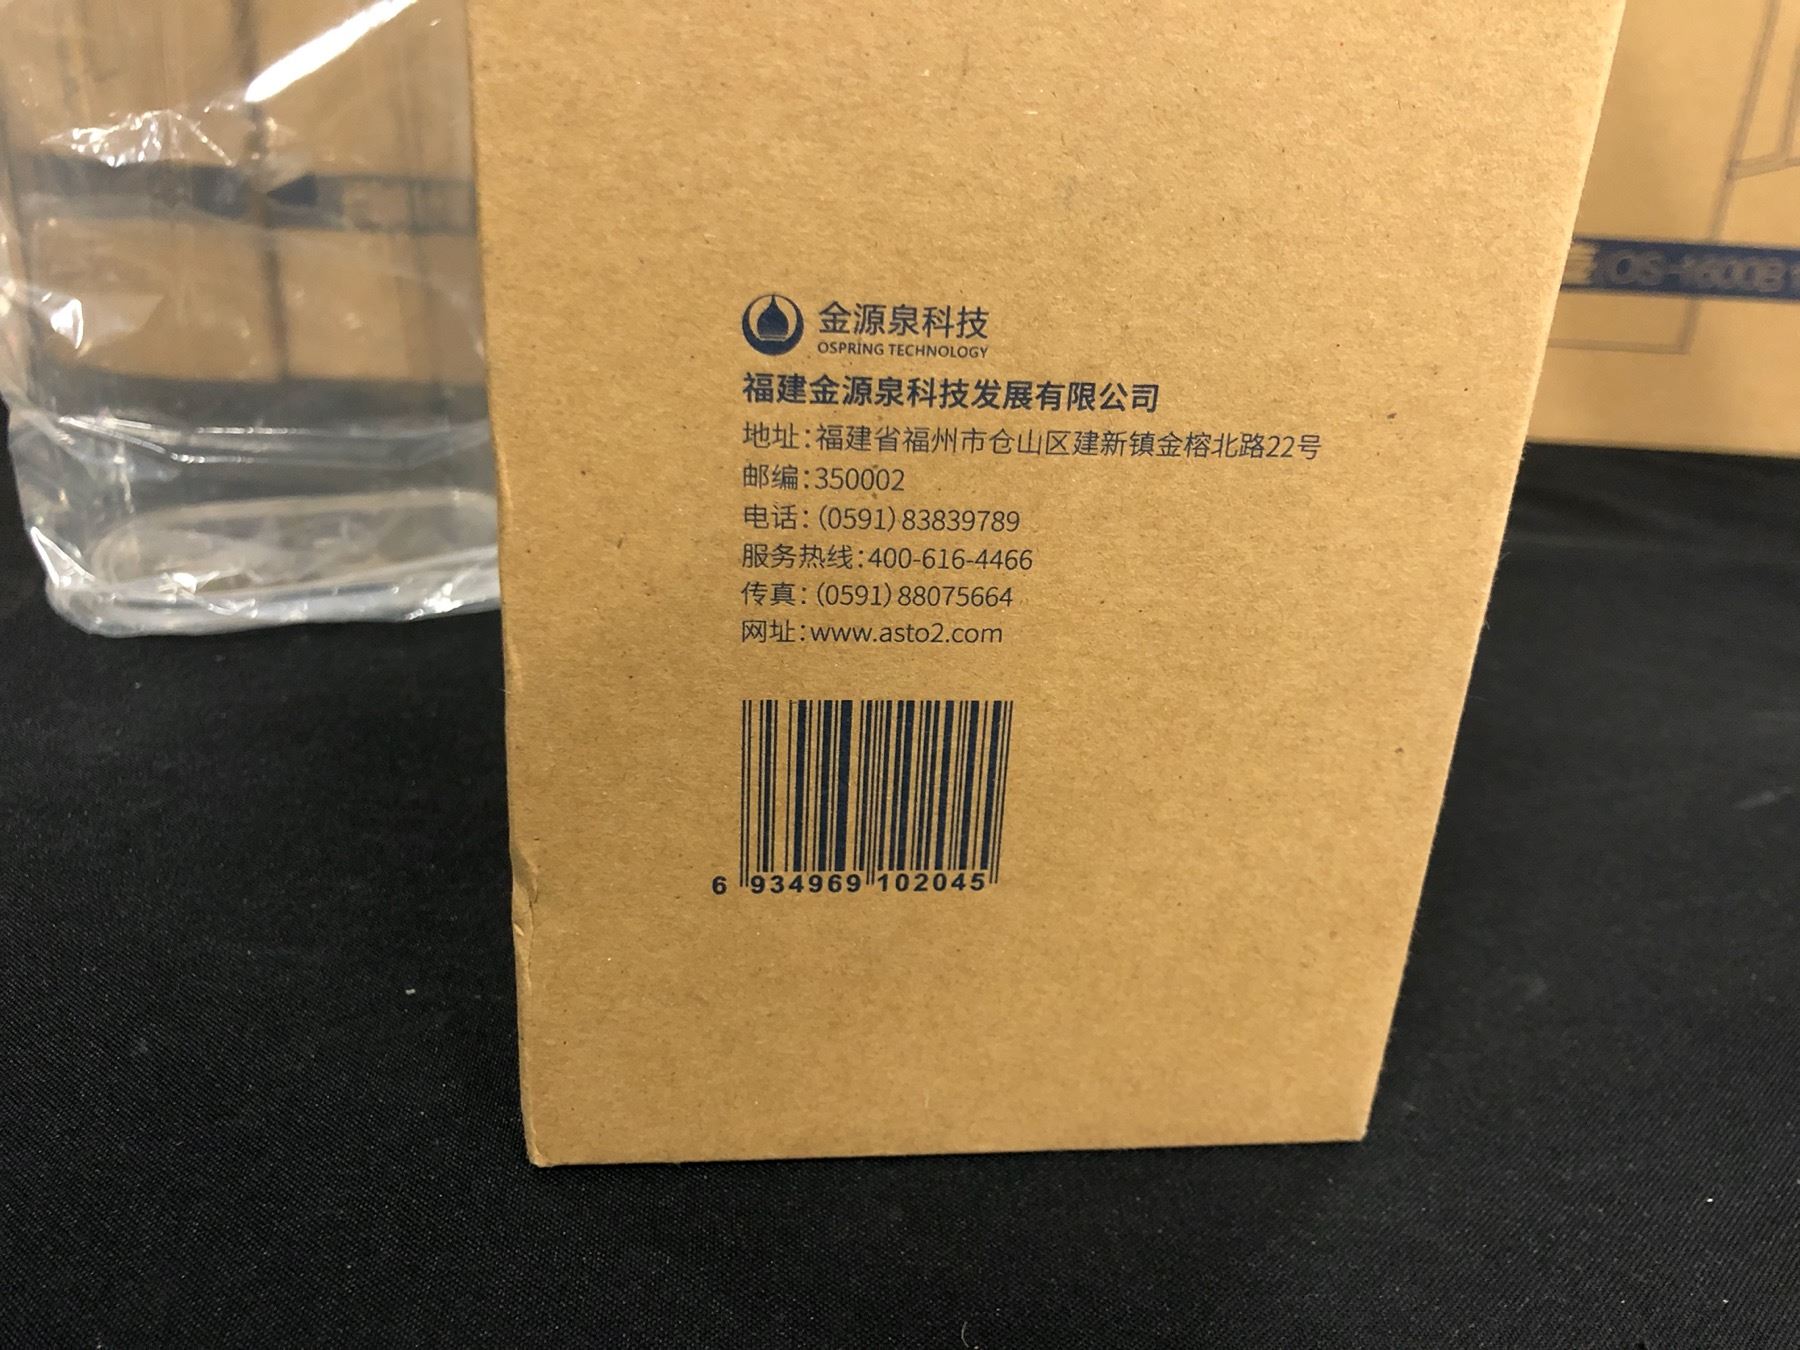 金源泉科技
OSPRING TECHNOLOGY
福建金源泉科技发展有限公司
地址:福建省福州市仓山区建新镇金榕北路22号
邮编:350002
电话:(0591)83839789
服务热线:400-616-4466
传真:(0591)88075664
网址:www.asto2.com
6 934969 102045